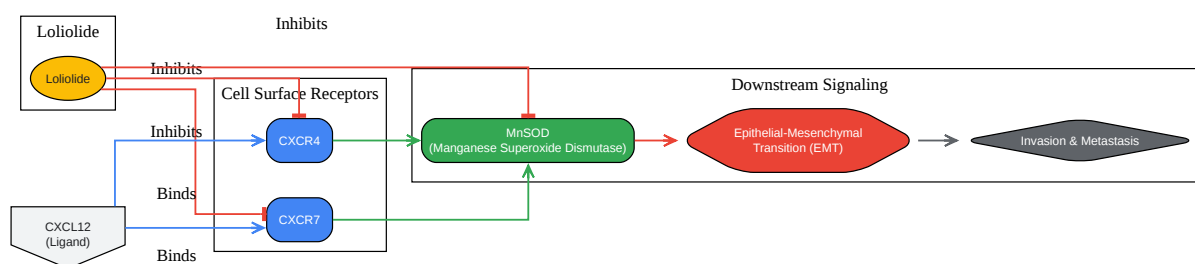 Inhibits
Loliolide
Loliolide
Inhibits
Downstream Signaling
Cell Surface Receptors
Inhibits
CXCR4
MnSOD
(Manganese Superoxide Dismutase)
Epithelial-Mesenchymal
Transition (EMT)
Invasion & Metastasis
Binds
CXCR7
CXCL12
(Ligand)
Binds